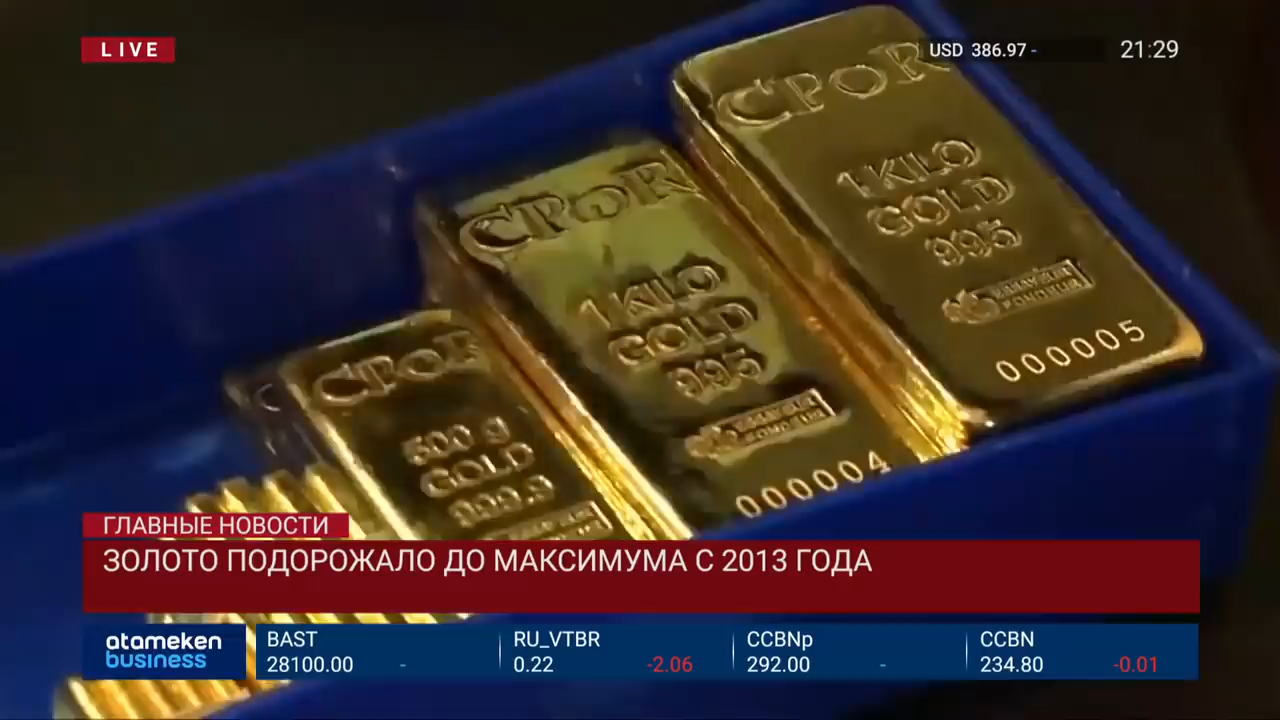 LIVE
USD 386.97 -
21:29
CPOR
1 KILO
GOLD
995
000005
CPOR
1 KILO
GOLD
995
000004
CPOR
500 g
GOLD
999.9
ГЛАВНЫЕ НОВОСТИ
ЗОЛОТО ПОДОРОЖАЛО ДО МАКСИМУМА С 2013 ГОДА
atameken
business
BAST
28100.00 -
RU_VTBR
0.22 -2.06
CCBNp
292.00 -
CCBN
234.80 -0.01